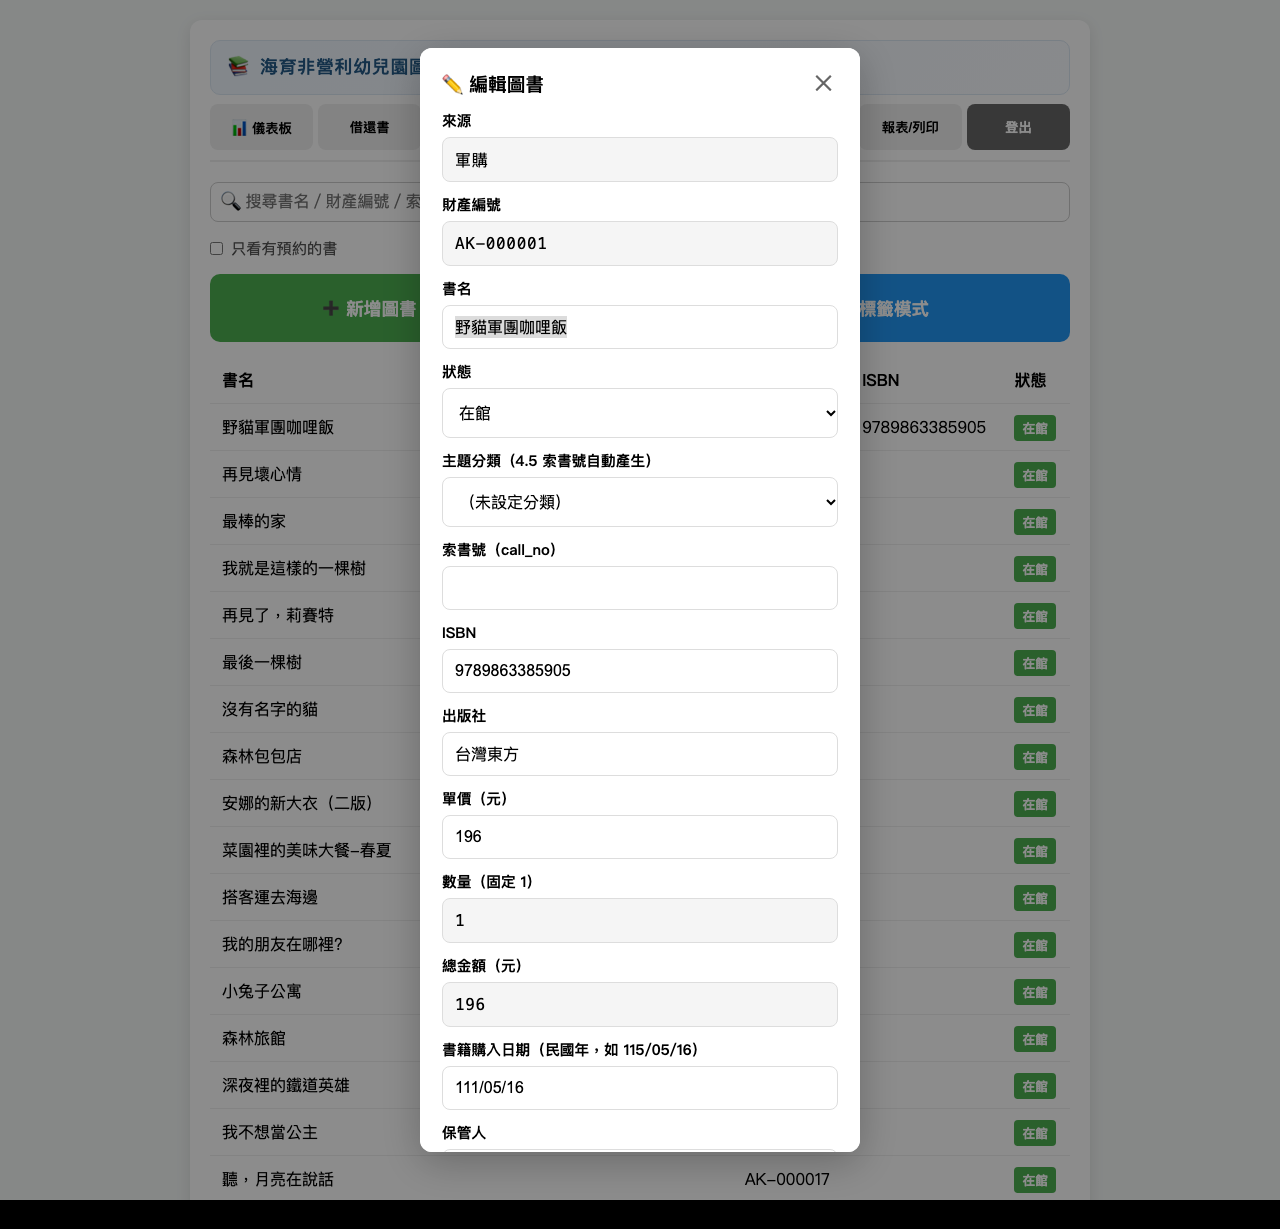 海育非營利幼兒園
📊 儀表板
借還書
報表/列印
登出
🔍 搜尋書名 / 財產編號 / 索
只看有預約的書
➕ 新增圖書
標籤模式
書名
ISBN
狀態
野貓軍團咖哩飯
9789863385905
在館
再見壞心情
在館
最棒的家
在館
我就是這樣的一棵樹
在館
再見了，莉賽特
在館
最後一棵樹
在館
沒有名字的貓
在館
森林包包店
在館
安娜的新大衣（二版）
在館
菜園裡的美味大餐–春夏
在館
搭客運去海邊
在館
我的朋友在哪裡?
在館
小兔子公寓
在館
森林旅館
在館
深夜裡的鐵道英雄
在館
我不想當公主
在館
聽，月亮在說話
AK-000017
在館
✏️ 編輯圖書
來源
軍購
財產編號
AK-000001
書名
野貓軍團咖哩飯
狀態
在館
主題分類（4.5 索書號自動產生）
（未設定分類）
索書號（call_no）
ISBN
9789863385905
出版社
台灣東方
單價（元）
196
數量（固定 1）
1
總金額（元）
196
書籍購入日期（民國年，如 115/05/16）
111/05/16
保管人